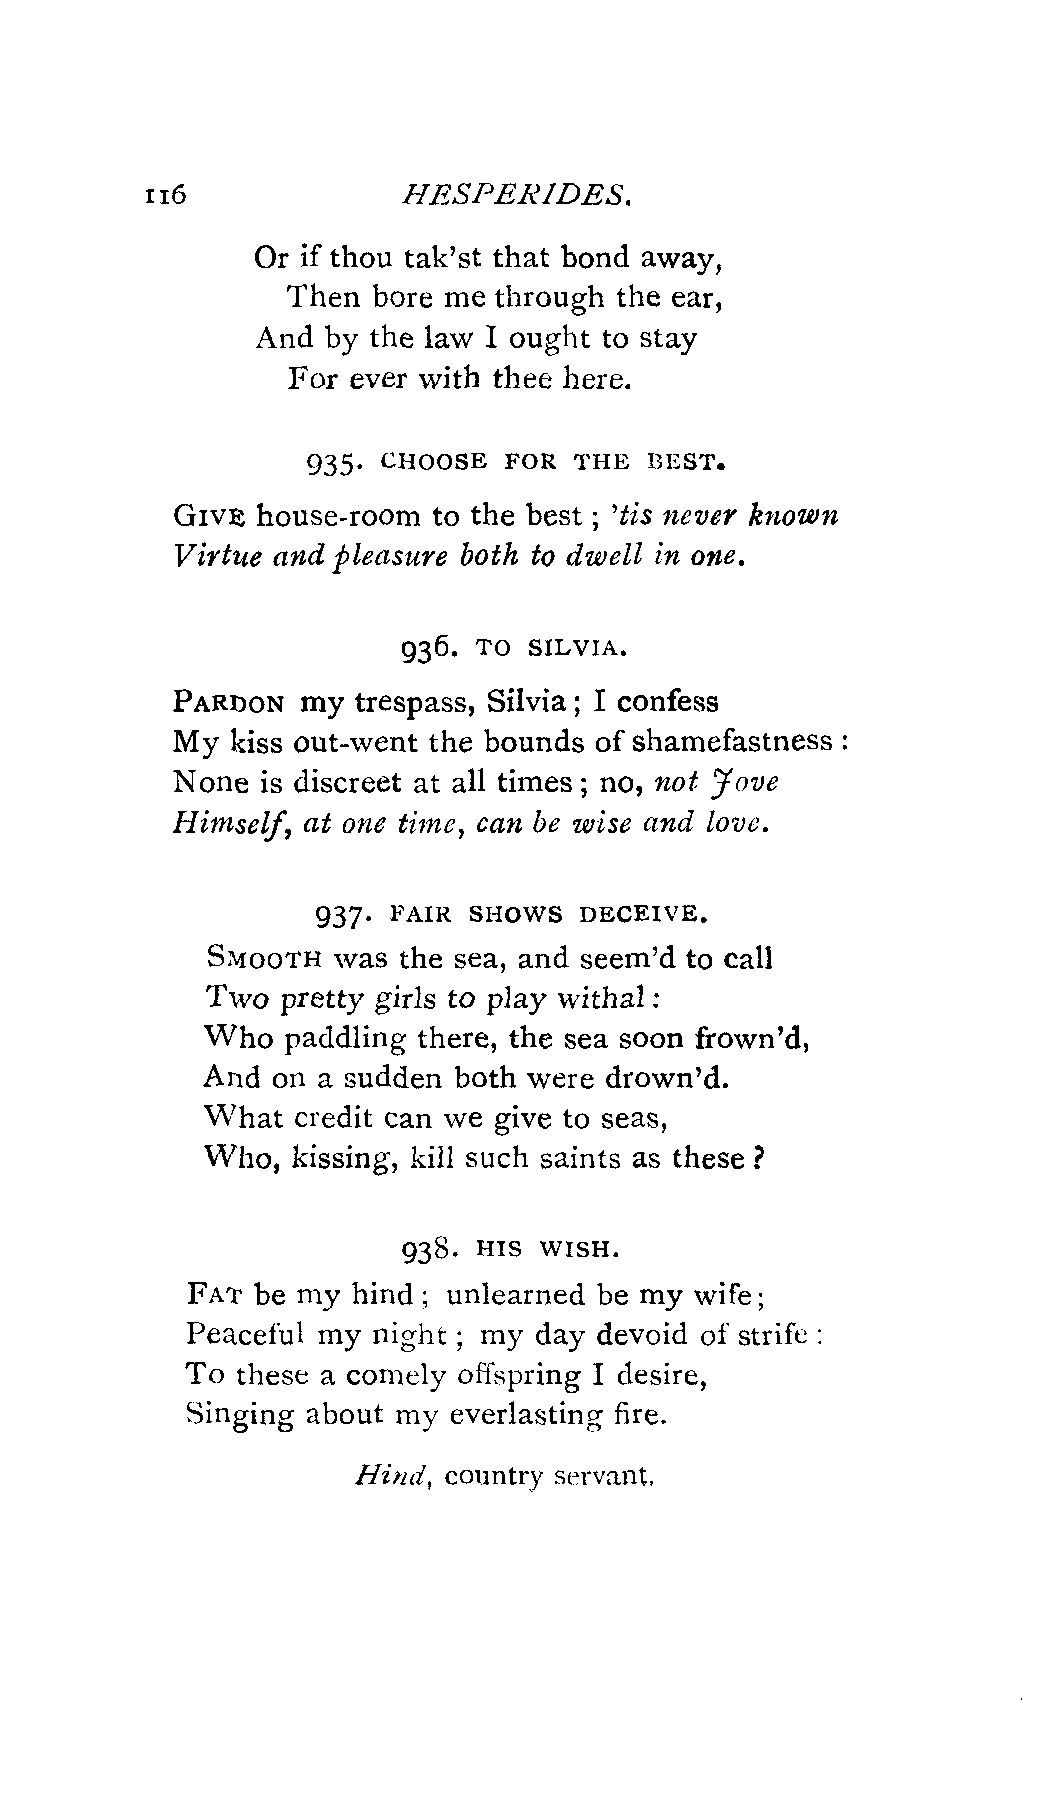 116 HESPERIDES.
Or if thou tak'st that bond away,
Then bore me through the ear,
And by the law I ought to stay
For ever with thee here.
935. CHOOSE FOR THE BEST.
GIVE house-room to the best ; 'tis never known
Virtue and pleasure both to dwell in one.
936. TO SILVIA.
PARDON my trespass, Silvia ; I confess
My kiss out-went the bounds of shamefastness :
None is discreet at all times ; no, not Jove
Himself, at one time, can be wise and love.
937. FAIR SHOWS DECEIVE.
SMOOTH was the sea, and seem'd to call
Two pretty girls to play withal :
Who paddling there, the sea soon frown'd,
And on a sudden both were drown'd.
What credit can we give to seas,
Who, kissing, kill such saints as these ?
938. HIS WISH.
FAT be my hind ; unlearned be my wife ;
Peaceful my night ; my day devoid of strife :
To these a comely offspring I desire,
Singing about my everlasting fire.
Hind, country servant.